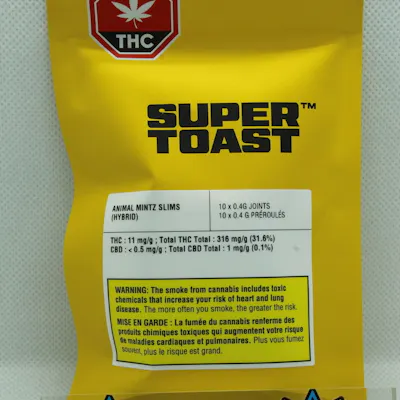 THC
SUPER™
TOAST
ANIMAL MINTZ SLIMS
(HYBRID)
10 x 0.4G JOINTS
10 x 0.4 G PRÉROULÉS
THC : 11 mg/g ; Total THC Total : 316 mg/g (31.6%)
CBD : < 0.5 mg/g ; Total CBD Total : 1 mg/g (0.1%)
WARNING: The smoke from cannabis includes toxic
chemicals that increase your risk of heart and lung
disease. The more often you smoke, the greater the risk.
MISE EN GARDE : La fumée du cannabis renferme des
produits chimiques toxiques qui augmentent votre risque
de maladies cardiaques et pulmonaires. Plus vous fumez
souvent, plus le risque est grand.